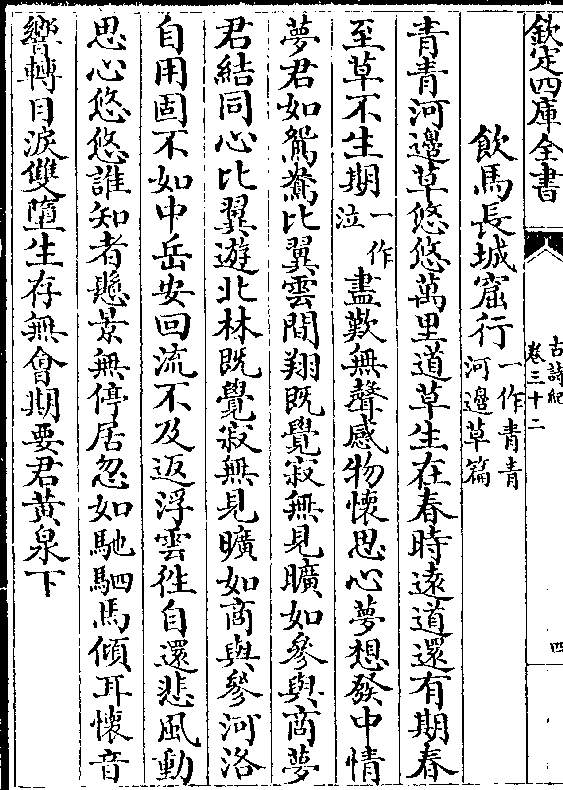 欽定四庫全書
古詩紀
卷三十二
四
飲馬長城窟行一作青青河邊草篇
青青河邊草悠悠萬里道草生在春時遠道還有期春
至草不生期一作泣盡歎無聲感物懷思心夢想發中情
夢君如鴛鴦比翼雲間翔既覺寂無見曠如參與商夢
君結同心比翼遊北林既覺寂無見曠如商與參河洛
自用固不如中岳安回流不及返浮雲徃自還悲風動
思心悠悠誰知者懸景無停居忽如馳駟馬傾耳懷音
響轉目淚雙墮生存無會期要君黃泉下